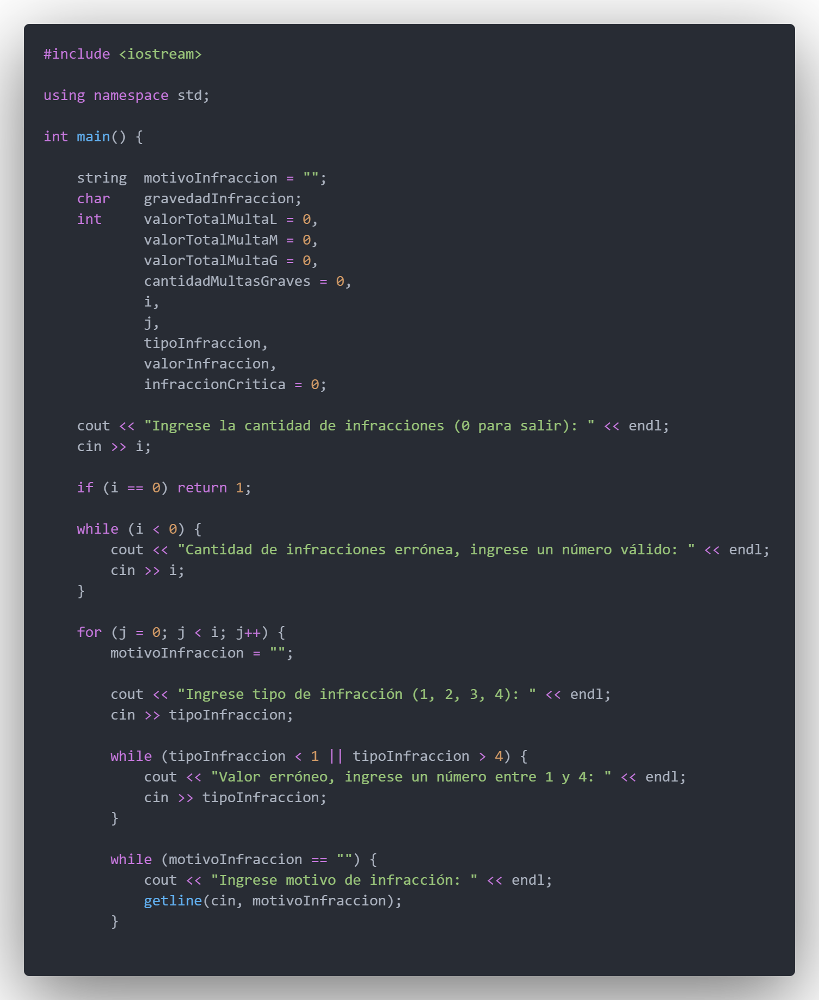 #include <iostream>
using namespace std;
int main() {
string  motivoInfraccion = "";
char    gravedadInfraccion;
int     valorTotalMultaL = 0,
valorTotalMultaM = 0,
valorTotalMultaG = 0,
cantidadMultasGraves = 0,
i,
j,
tipoInfraccion,
valorInfraccion,
infraccionCritica = 0;
cout << "Ingrese la cantidad de infracciones (0 para salir): " << endl;
cin >> i;
if (i == 0) return 1;
while (i < 0) {
cout << "Cantidad de infracciones errónea, ingrese un número válido: " << endl;
cin >> i;
}
for (j = 0; j < i; j++) {
motivoInfraccion = "";
cout << "Ingrese tipo de infracción (1, 2, 3, 4): " << endl;
cin >> tipoInfraccion;
while (tipoInfraccion < 1 || tipoInfraccion > 4) {
cout << "Valor erróneo, ingrese un número entre 1 y 4: " << endl;
cin >> tipoInfraccion;
}
while (motivoInfraccion == "") {
cout << "Ingrese motivo de infracción: " << endl;
getline(cin, motivoInfraccion);
}